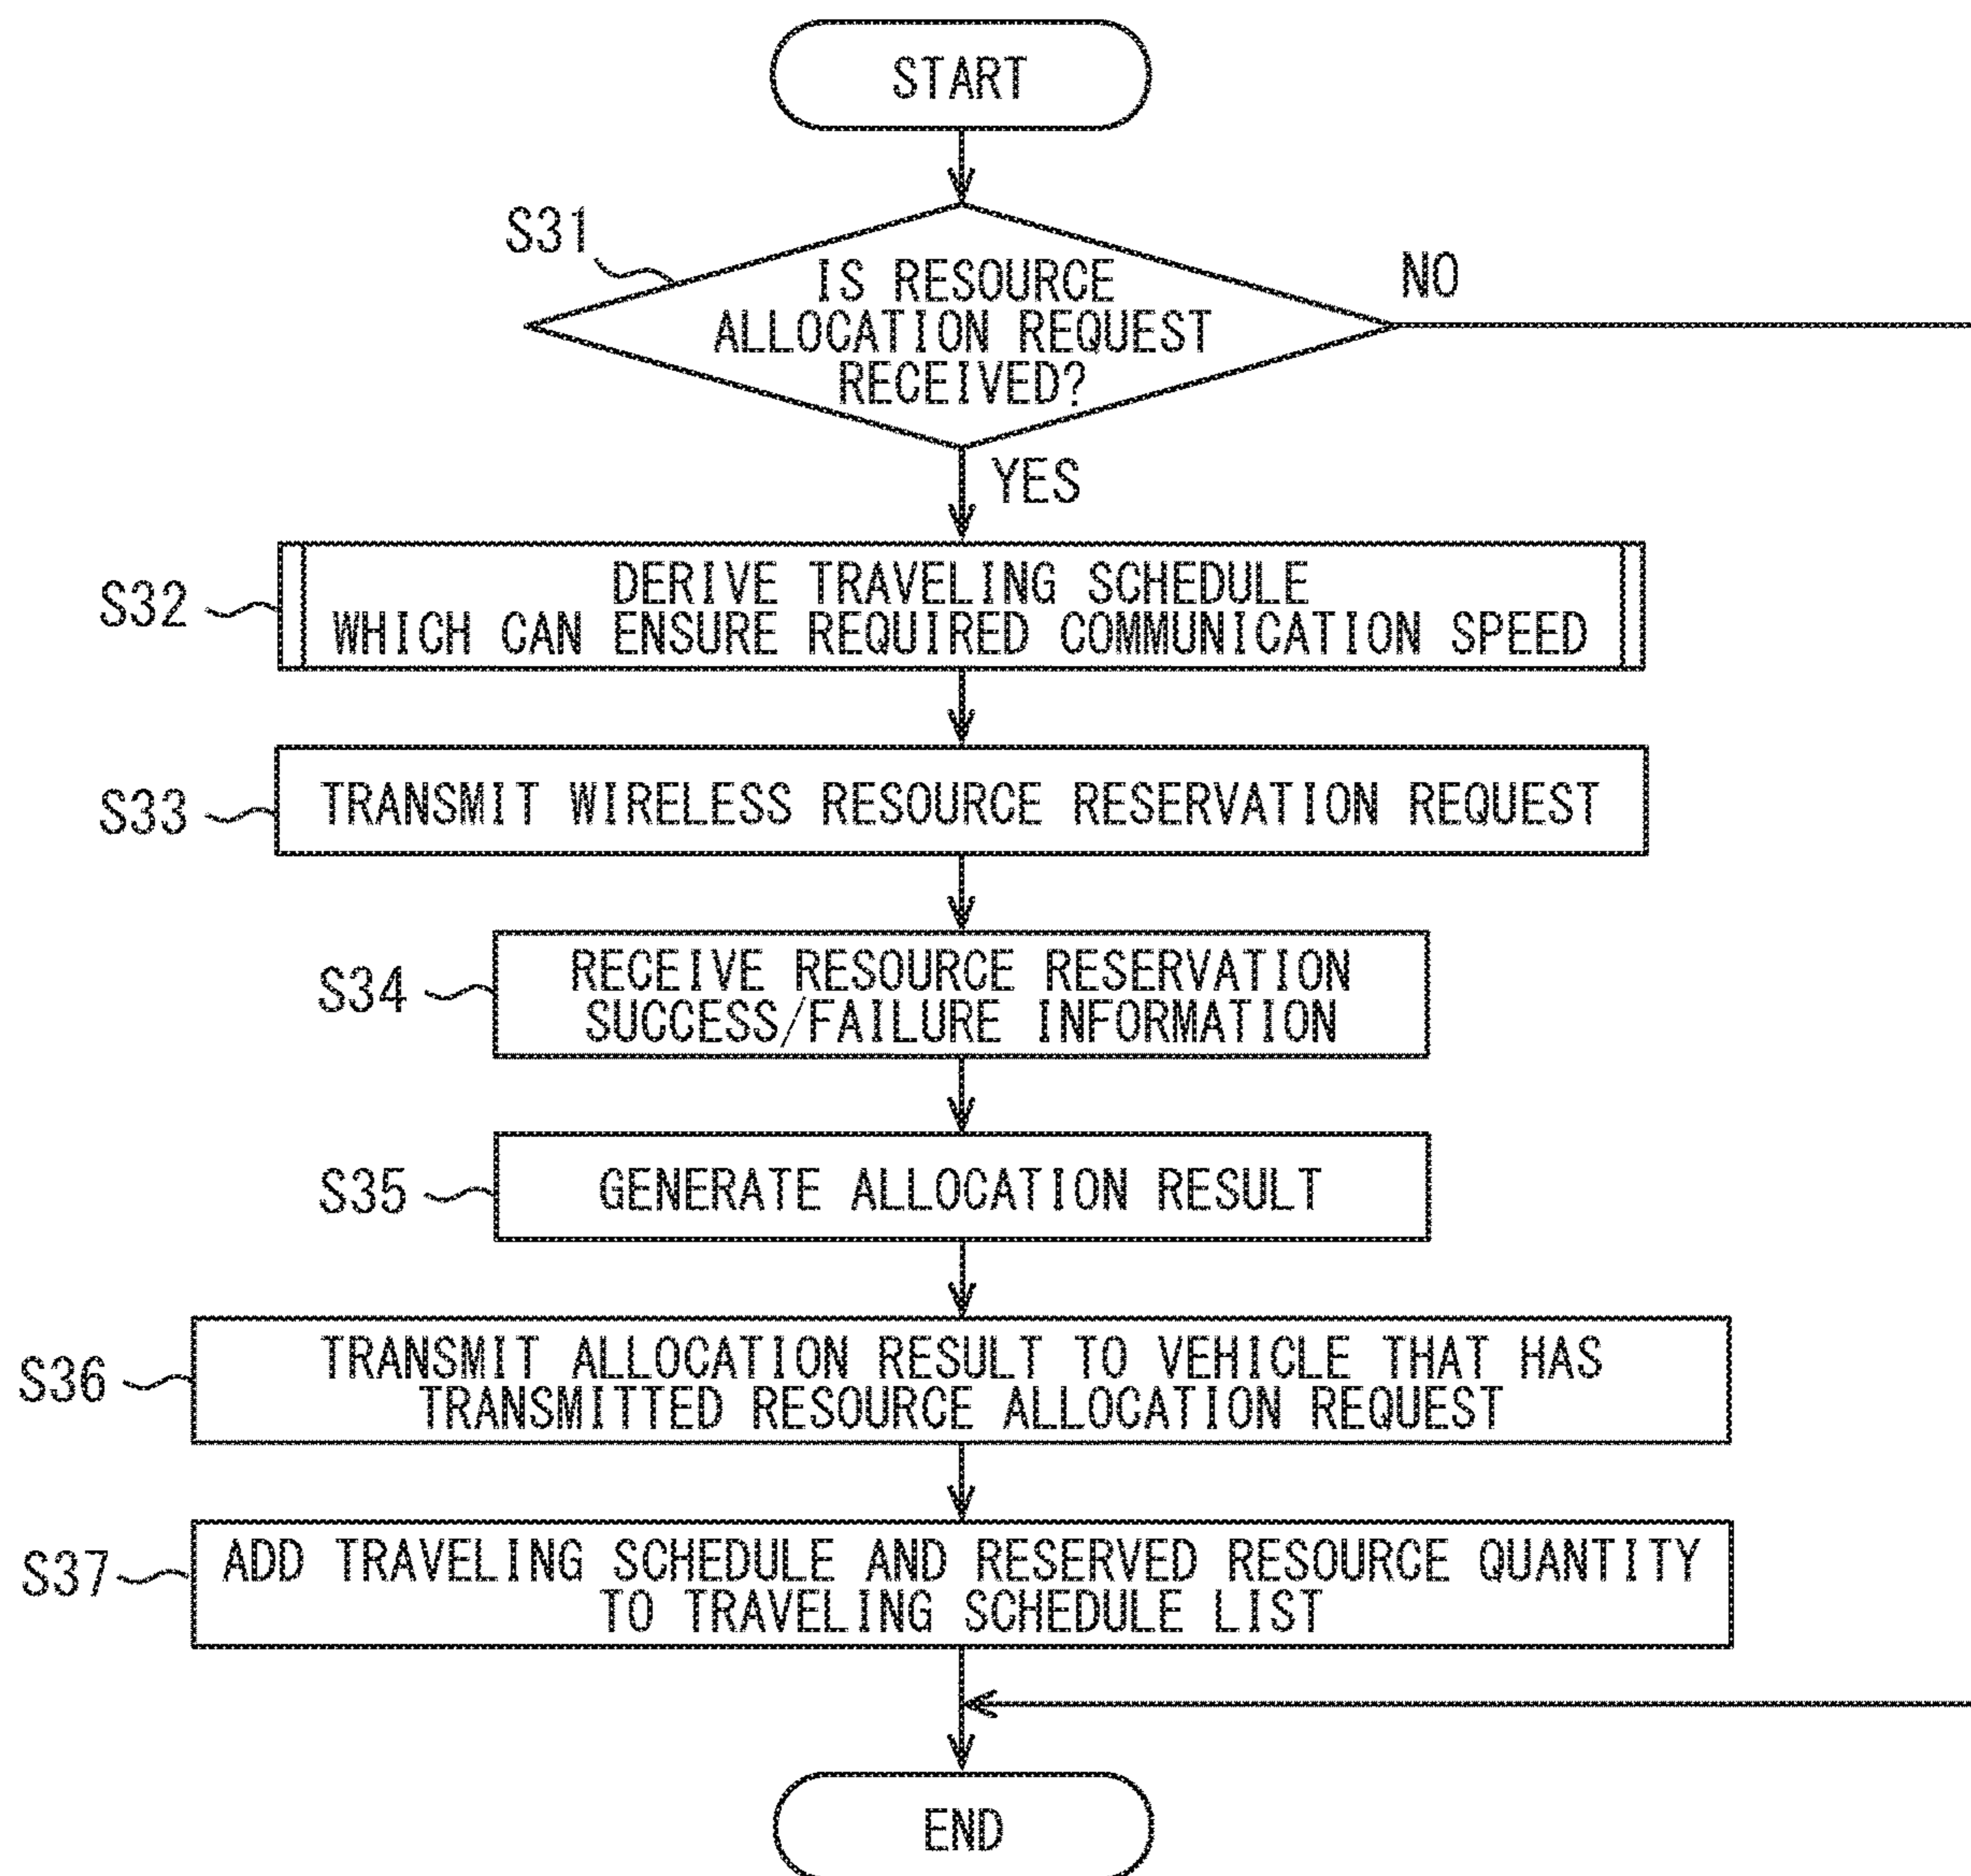 START
S31
IS RESOURCE
ALLOCATION REQUEST
RECEIVED?
NO
YES
S32
DERIVE TRAVELING SCHEDULE
WHICH CAN ENSURE REQUIRED COMMUNICATION SPEED
S33
TRANSMIT WIRELESS RESOURCE RESERVATION REQUEST
S34
RECEIVE RESOURCE RESERVATION
SUCCESS/FAILURE INFORMATION
S35
GENERATE ALLOCATION RESULT
S36
TRANSMIT ALLOCATION RESULT TO VEHICLE THAT HAS
TRANSMITTED RESOURCE ALLOCATION REQUEST
S37
ADD TRAVELING SCHEDULE AND RESERVED RESOURCE QUANTITY
TO TRAVELING SCHEDULE LIST
END